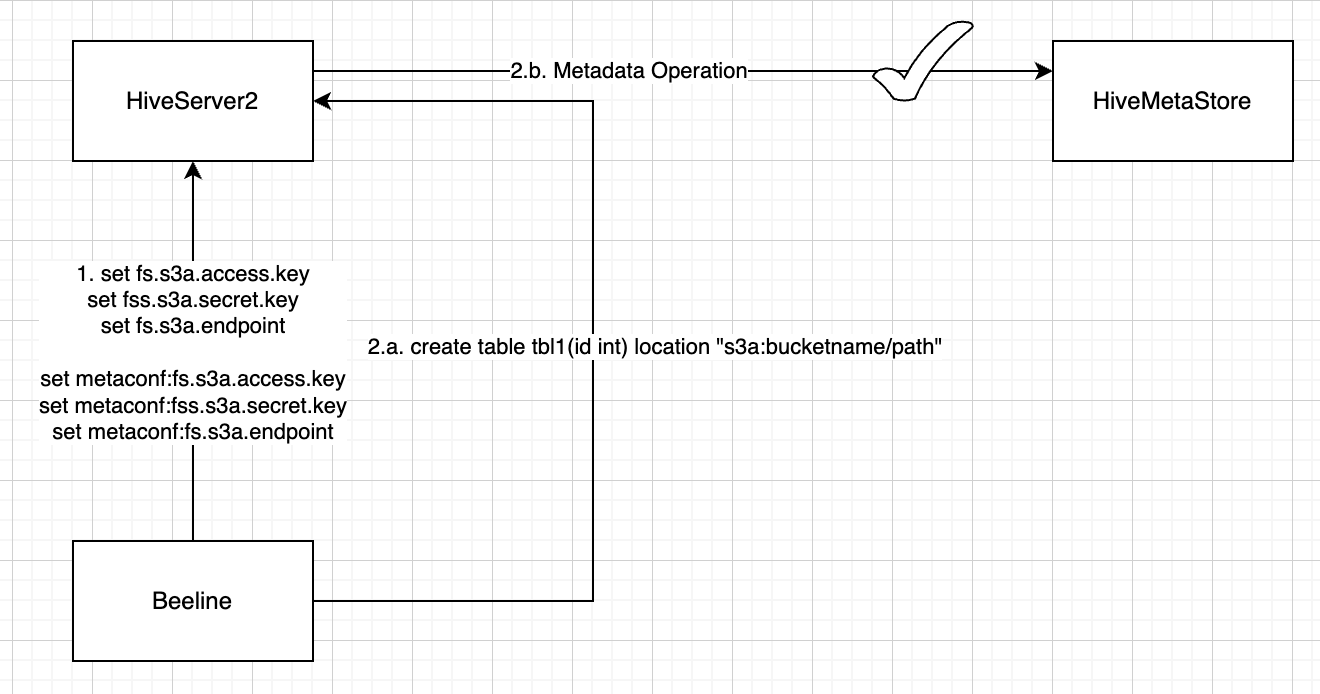 2.b. Metadata Operation
HiveServer2
HiveMetaStore
1. set fs.s3a.access.key
set fss.s3a.secret.key
set fs.s3a.endpoint
2.a. create table tbl1(id int) location "s3a:bucketname/path"
set metaconf:fs.s3a.access.key
set metaconf:fss.s3a.secret.key
set metaconf:fs.s3a.endpoint
Beeline